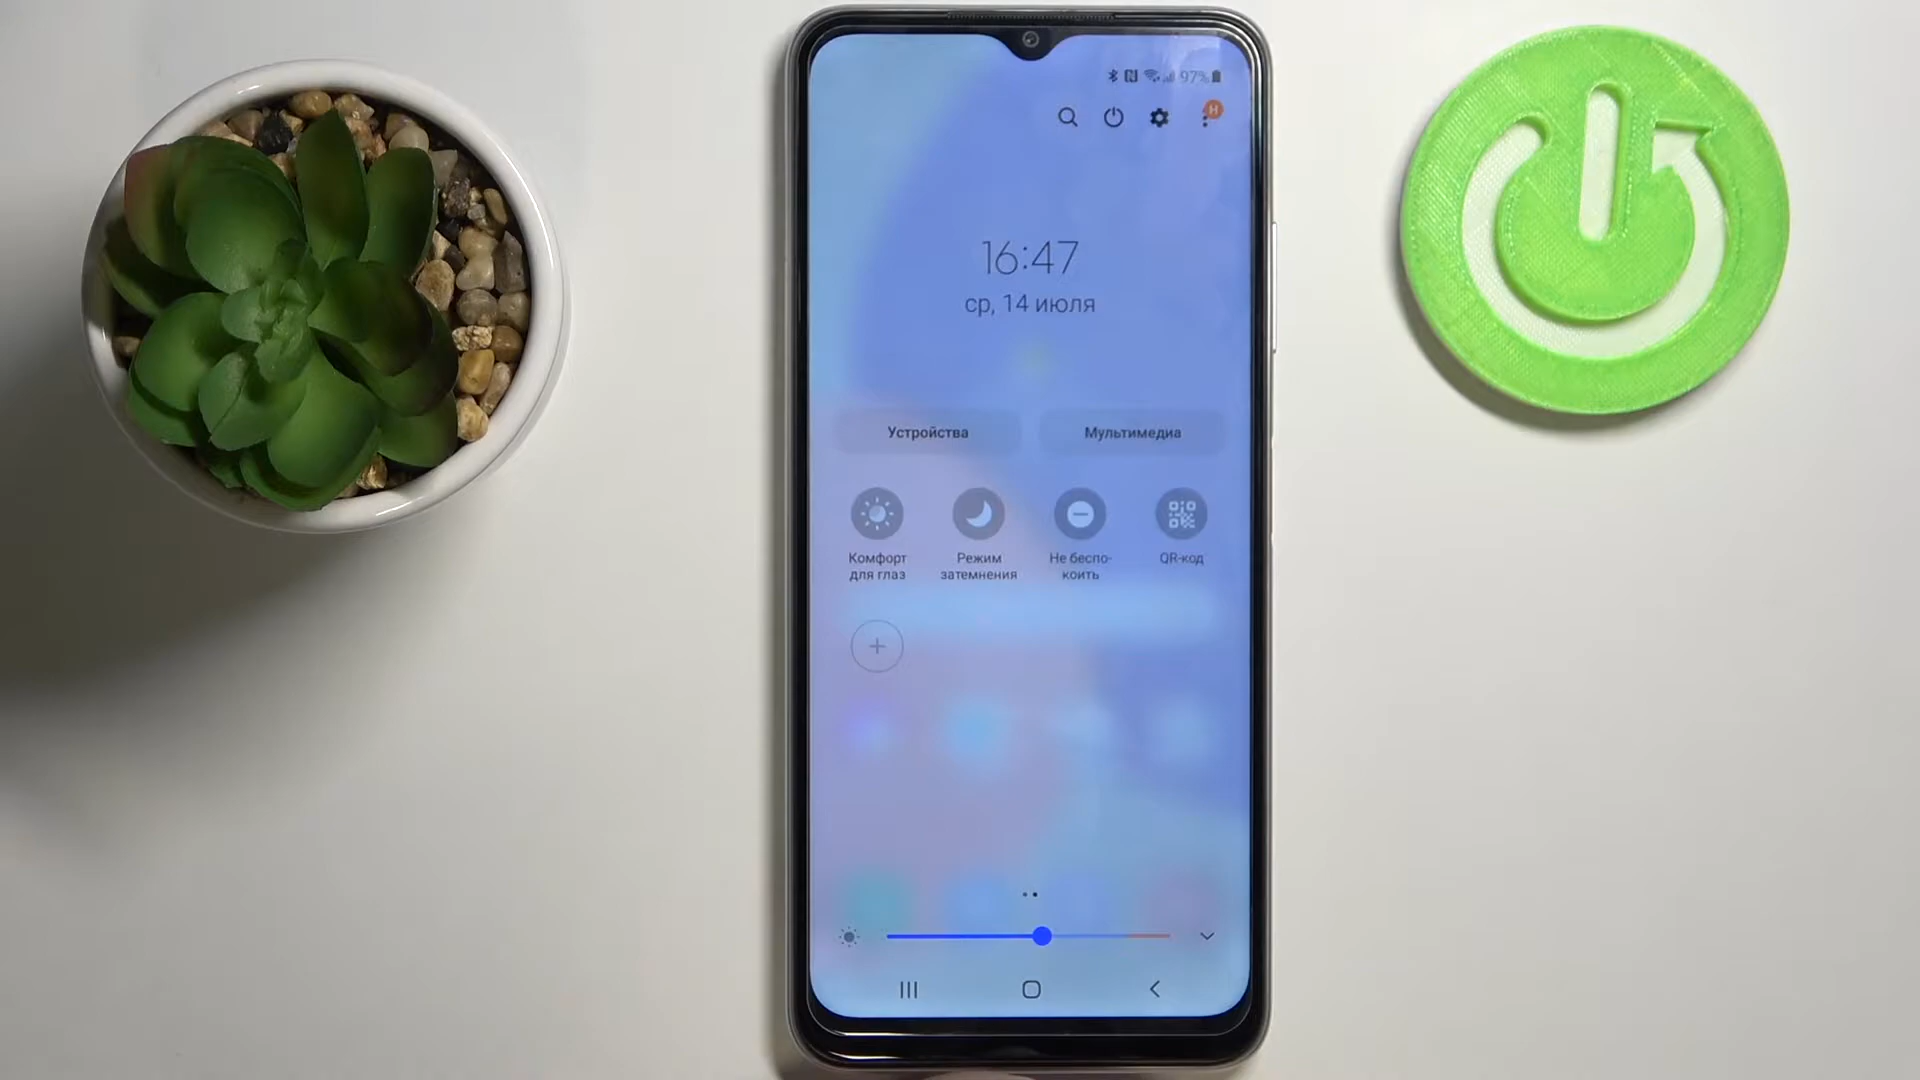 97%
H
16:47
ср, 14 июля
Устройства
Мультимедиа
Комфорт
для глаз
Режим
затемнения
Не беспо-
коить
QR-код